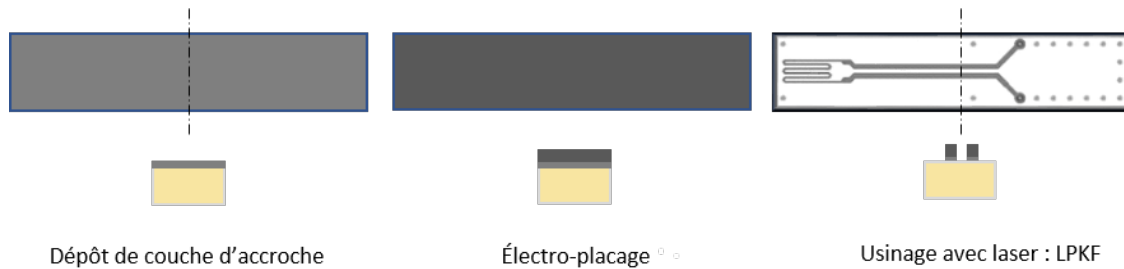 Dépôt de couche d’accroche
Électro-placage
Usinage avec laser : LPKF